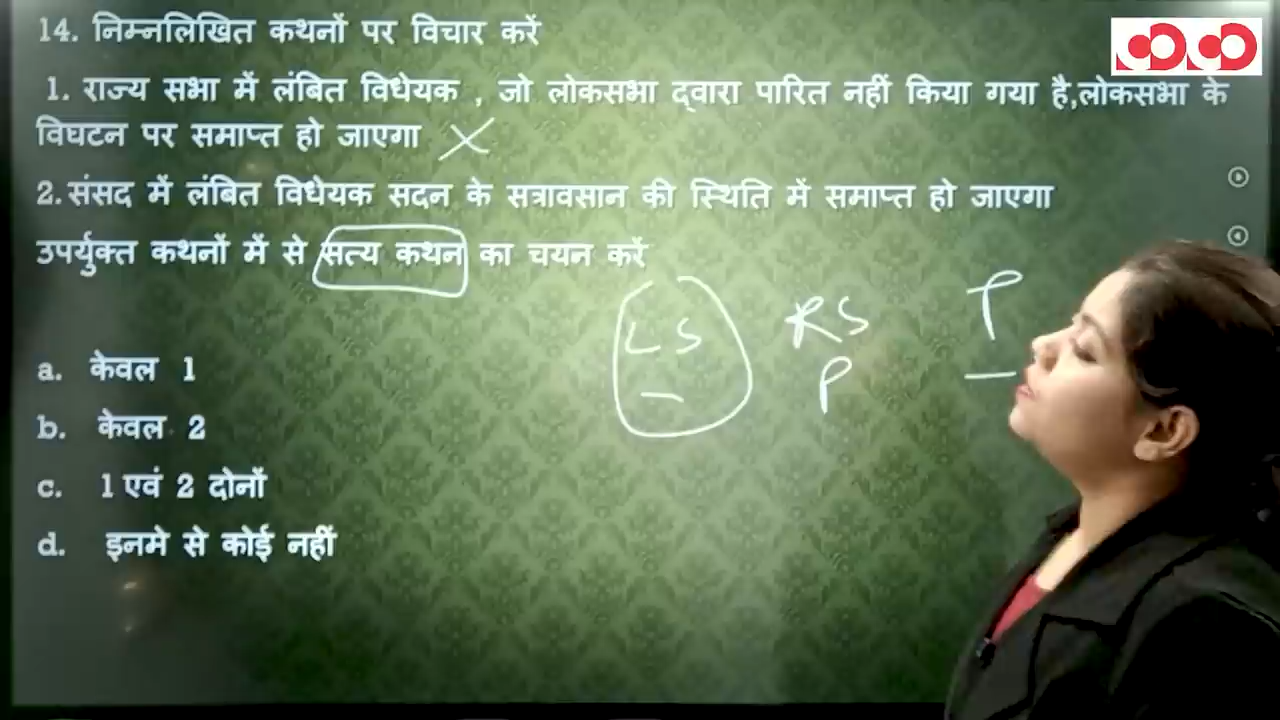 14. निम्नलिखित कथनों पर विचार करें
1. राज्य सभा में लंबित विधेयक , जो लोकसभा द्वारा पारित नहीं किया गया है,लोकसभा के
विघटन पर समाप्त हो जाएगा X
2. संसद में लंबित विधेयक सदन के सत्रावसान की स्थिति में समाप्त हो जाएगा
उपर्युक्त कथनों में से सत्य कथन का चयन करें
LS RS P
– P –
a. केवल 1
b. केवल 2
c. 1 एवं 2 दोनों
d. इनमे से कोई नहीं